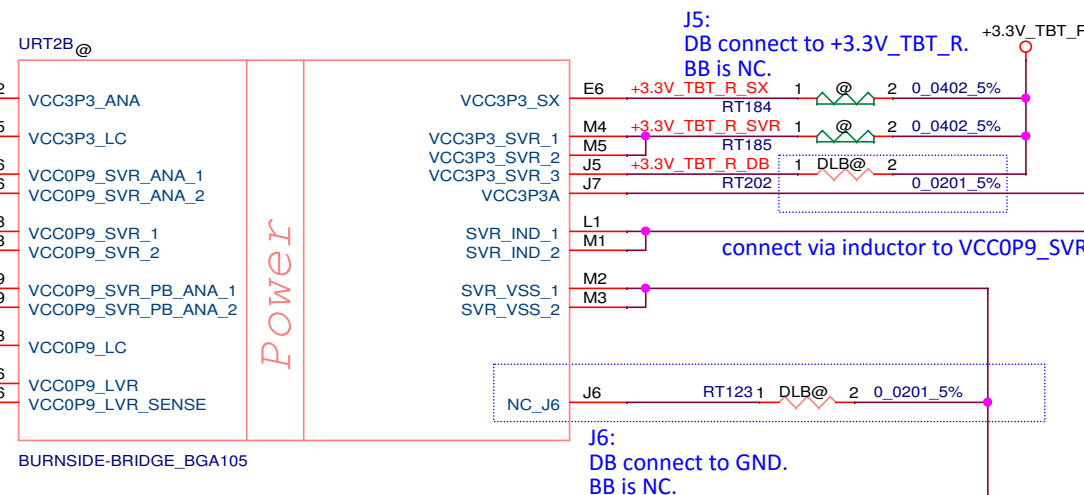 J5:
DB connect to +3.3V_TBT_R.
BB is NC.
+3.3V_TBT_R
URT2B@
VCC3P3_ANA
VCC3P3_LC
VCC0P9_SVR_ANA_1
VCC0P9_SVR_ANA_2
VCC0P9_SVR_1
VCC0P9_SVR_2
VCC0P9_SVR_PB_ANA_1
VCC0P9_SVR_PB_ANA_2
VCC0P9_LC
VCC0P9_LVR
VCC0P9_LVR_SENSE
Power
VCC3P3_SX E6 +3.3V_TBT_R_SX 1 @ 2 0_0402_5%
RT184
VCC3P3_SVR_1 M4 +3.3V_TBT_R_SVR 1 @ 2 0_0402_5%
VCC3P3_SVR_2 M5 RT185
VCC3P3_SVR_3 J5 +3.3V_TBT_R_DB 1 DLB@ 2
VCC3P3A J7 RT202 0_0201_5%
SVR_IND_1 L1
SVR_IND_2 M1
connect via inductor to VCC0P9_SVR
SVR_VSS_1 M2
SVR_VSS_2 M3
NC_J6 J6 RT123 1 DLB@ 2 0_0201_5%
J6:
DB connect to GND.
BB is NC.
BURNSIDE-BRIDGE_BGA105